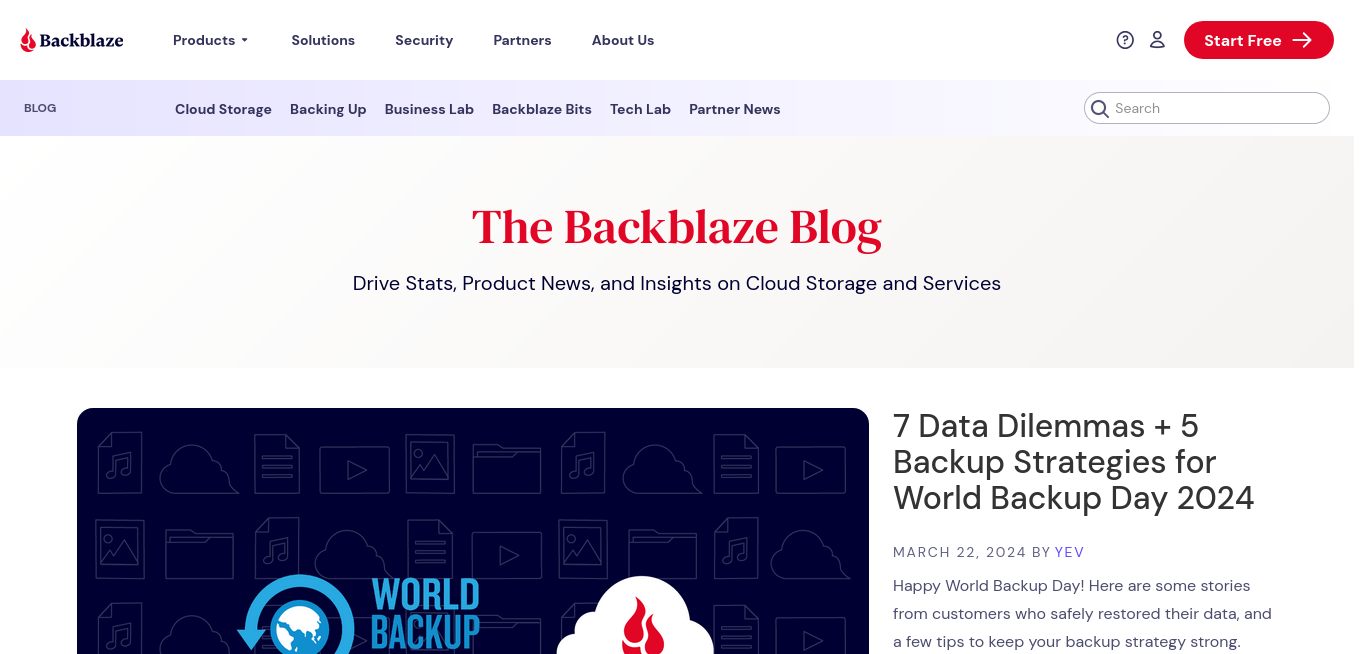 Backblaze
Products
Solutions
Security
Partners
About Us
Start Free
BLOG
Cloud Storage
Backing Up
Business Lab
Backblaze Bits
Tech Lab
Partner News
Search
The Backblaze Blog
Drive Stats, Product News, and Insights on Cloud Storage and Services
WORLD
BACKUP
7 Data Dilemmas + 5
Backup Strategies for
World Backup Day 2024
MARCH 22, 2024 BY YEV
Happy World Backup Day! Here are some stories
from customers who safely restored their data, and
a few tips to keep your backup strategy strong.